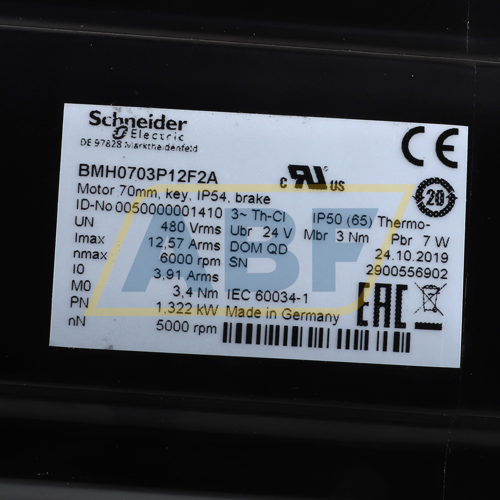 Schneider
Electric
DE 97828 Marktheidenfeld
BMH0703P12F2A
Motor 70mm, key, IP54, brake
ID-No 0050000001410 3~ Th-Cl IP50 (65) Thermo-
UN 480 Vrms Ubr 24 V Mbr 3 Nm Pbr 7 W
Imax 12,57 Arms DOM QD 24.10.2019
nmax 6000 rpm SN 2900556902
I0 3,91 Arms
M0 3,4 Nm IEC 60034-1
PN 1,322 kW Made in Germany
nN 5000 rpm
CE
c RU US
20
EAC
ABF